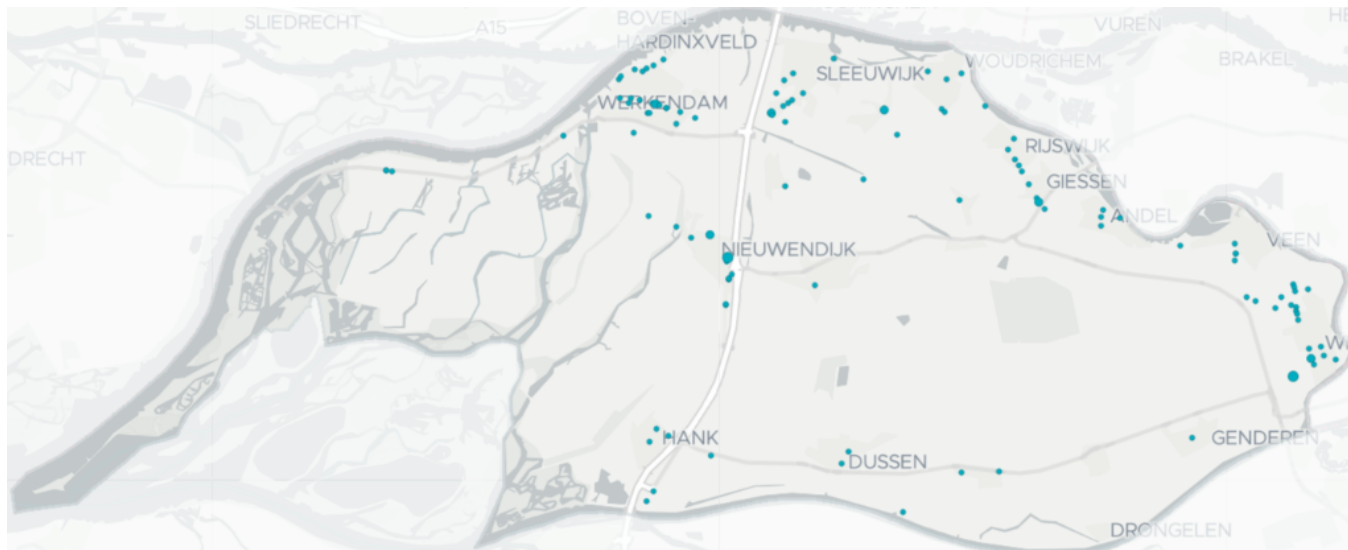 SLIEDRECHT
A15
BOVEN-
HARDINXVELD
VUREN
WOUDRICHEM
BRAKEL
SLEEUWIJK
WERKENDAM
DRECHT
RIJSWIJK
GIESSEN
ANDEL
VEEN
NIEUWENDIJK
HANK
DUSSEN
GENDEREN
DRONGELEN